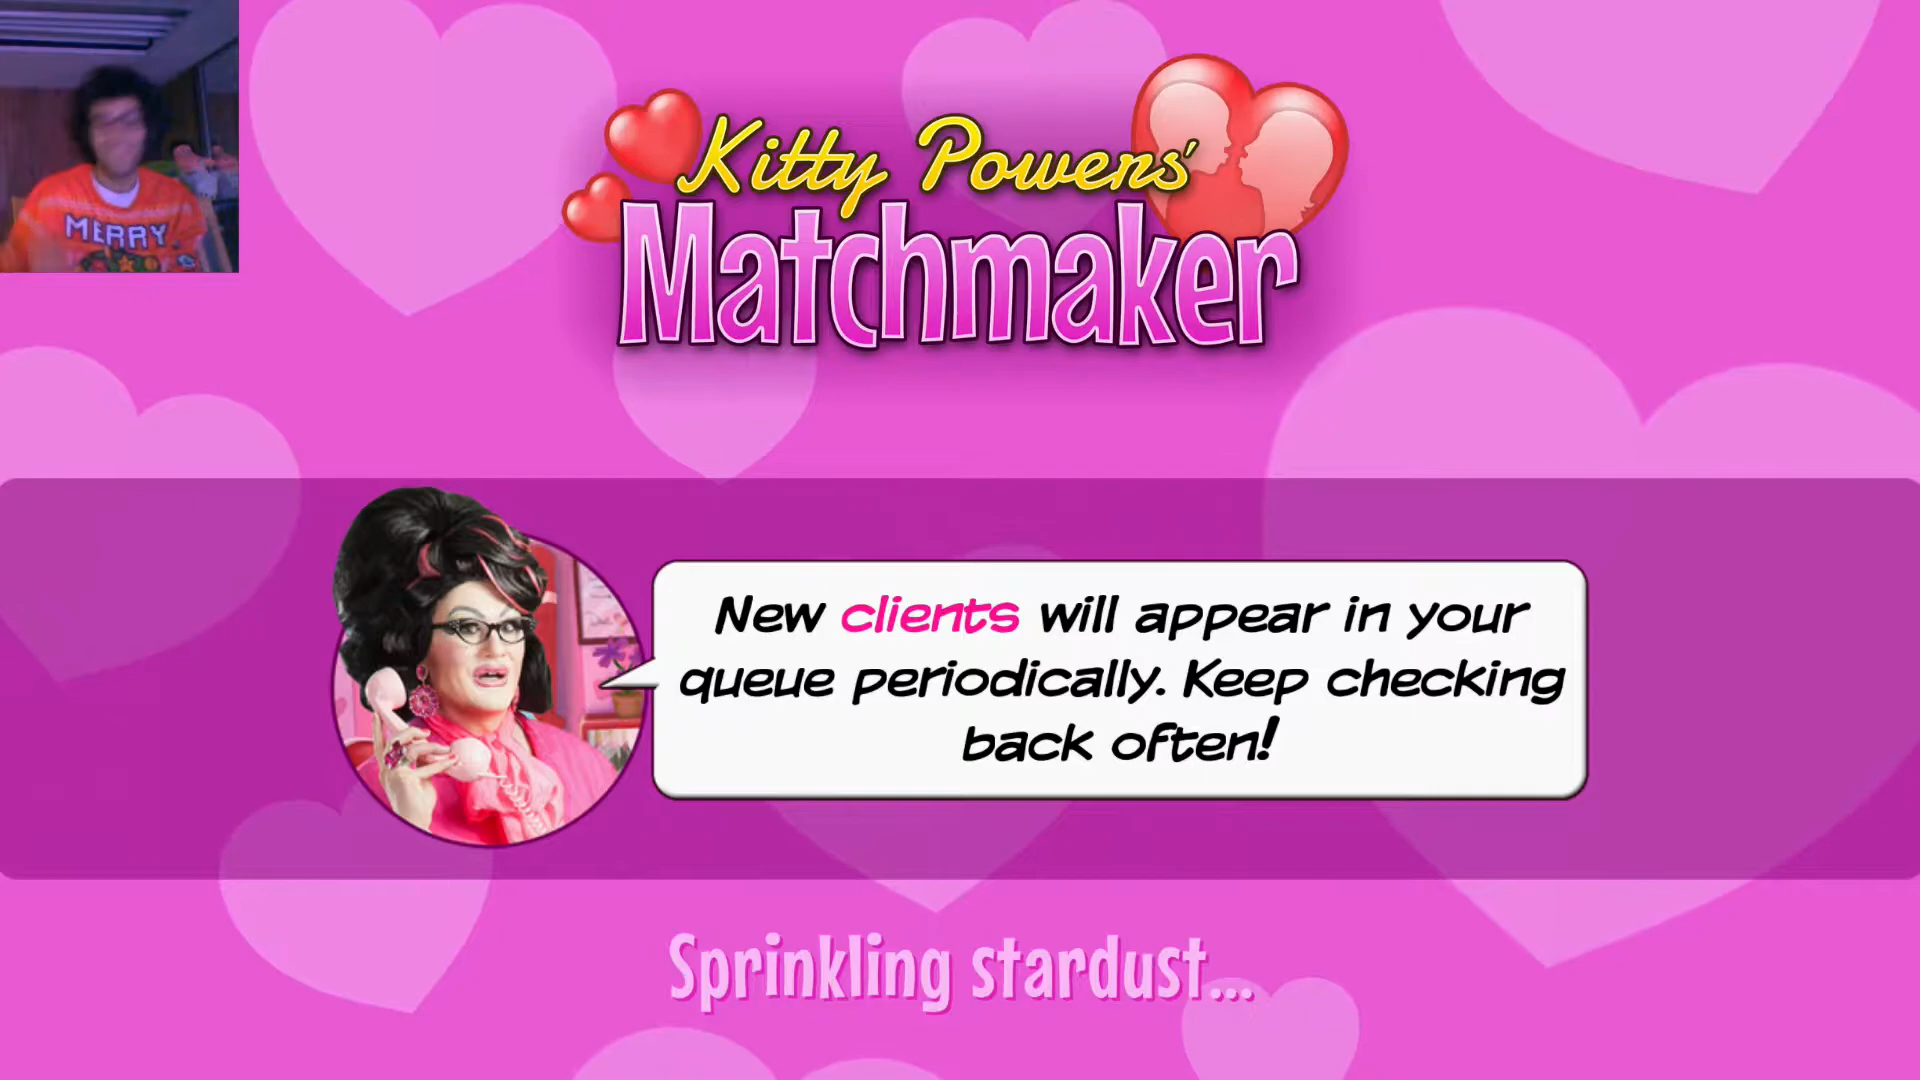 Kitty Powers'
Matchmaker
MERRY
New clients will appear in your
queue periodically. Keep checking
back often!
Sprinkling stardust...